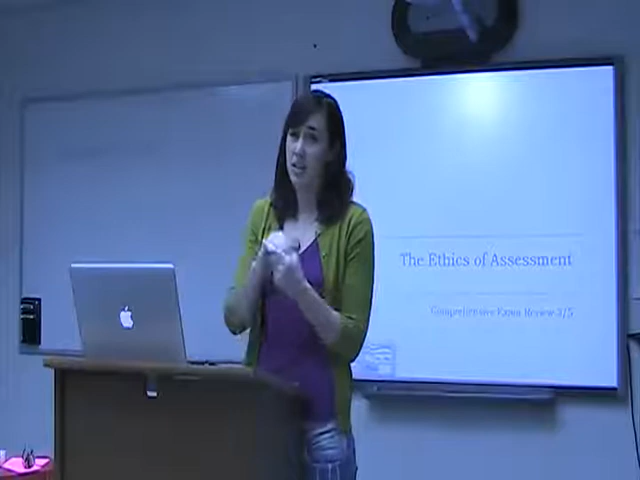 The Ethics of Assessment
Comprehensive Exam Review 3/5